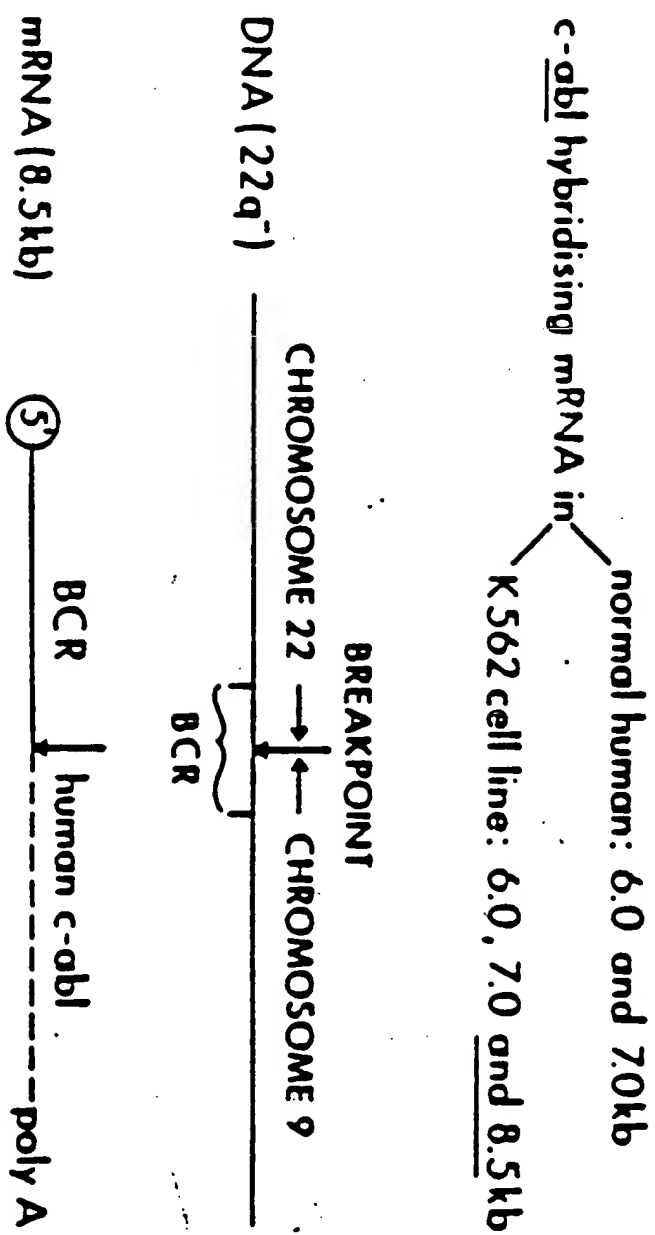 normal human: 6.0 and 7.0kb
c-abl hybridising mRNA in
K562 cell line: 6.0, 7.0 and 8.5kb
BREAKPOINT
CHROMOSOME 22 → ← CHROMOSOME 9
DNA (22q⁻)
BCR
BCR human c-abl
mRNA (8.5kb) 5' poly A